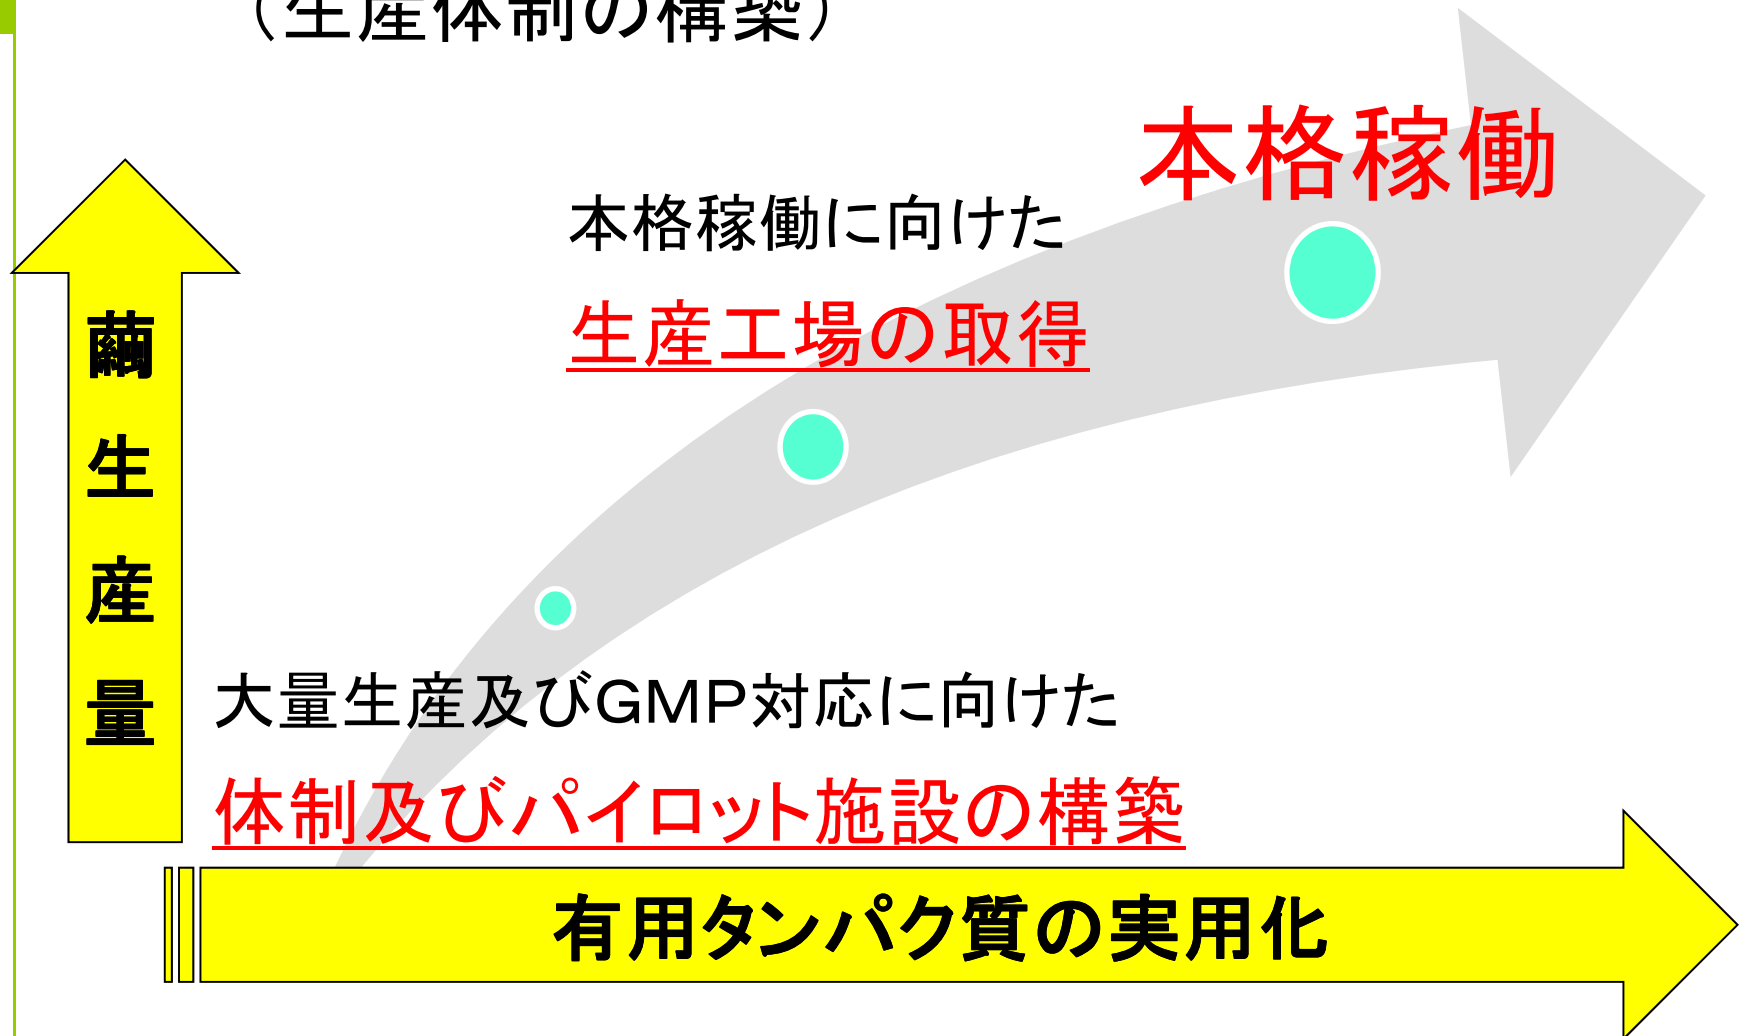 （生産体制の構築）
本格稼働
本格稼働に向けた
生産工場の取得
繭生産量
大量生産及びGMP対応に向けた
体制及びパイロット施設の構築
有用タンパク質の実用化